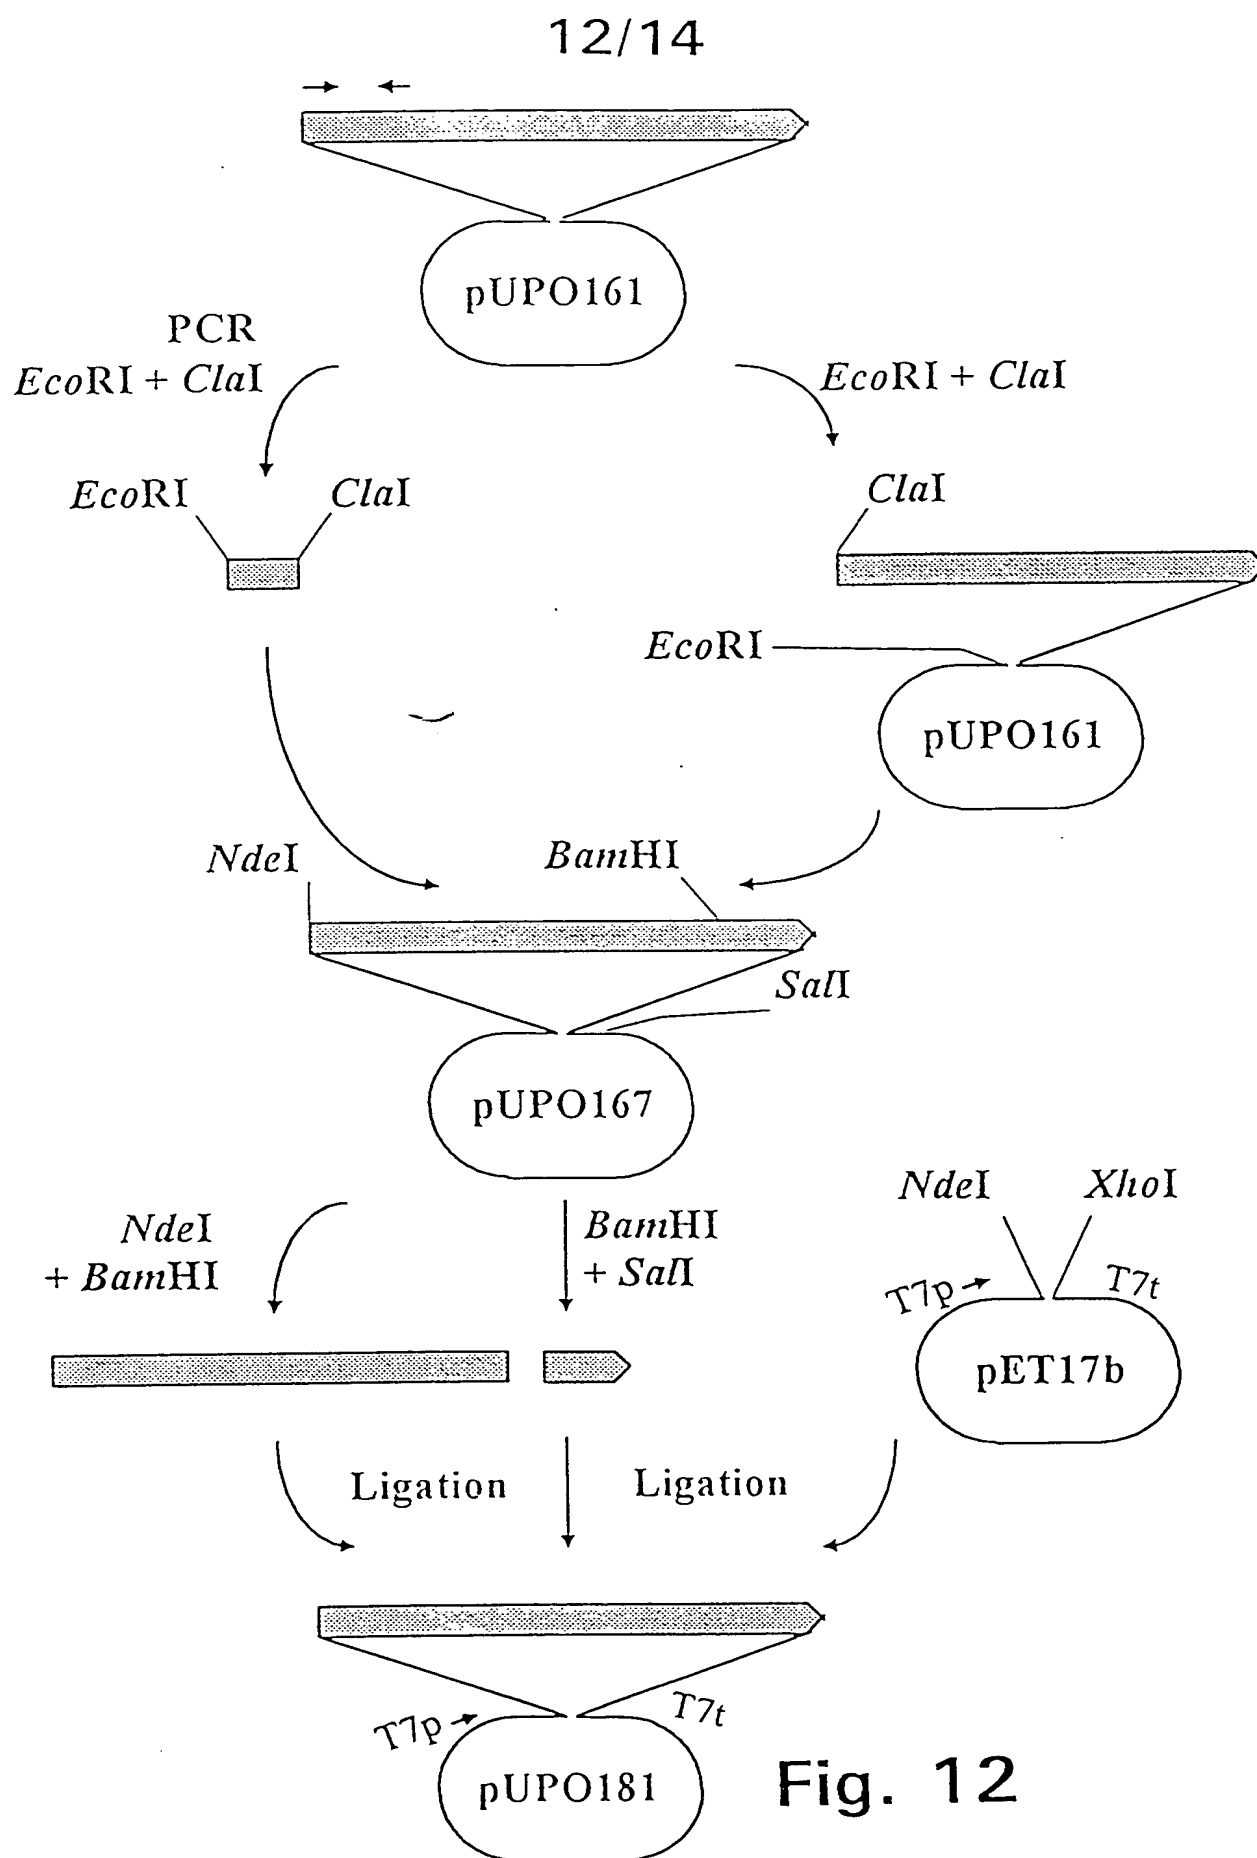 12/14
pUPO161
PCR
EcoRI + ClaI
EcoRI + ClaI
EcoRI
ClaI
ClaI
EcoRI
pUPO161
NdeI
BamHI
SalI
pUPO167
NdeI
+ BamHI
BamHI
+ SalI
NdeI
XhoI
T7p
T7t
pET17b
Ligation
Ligation
T7p
T7t
pUPO181
Fig. 12